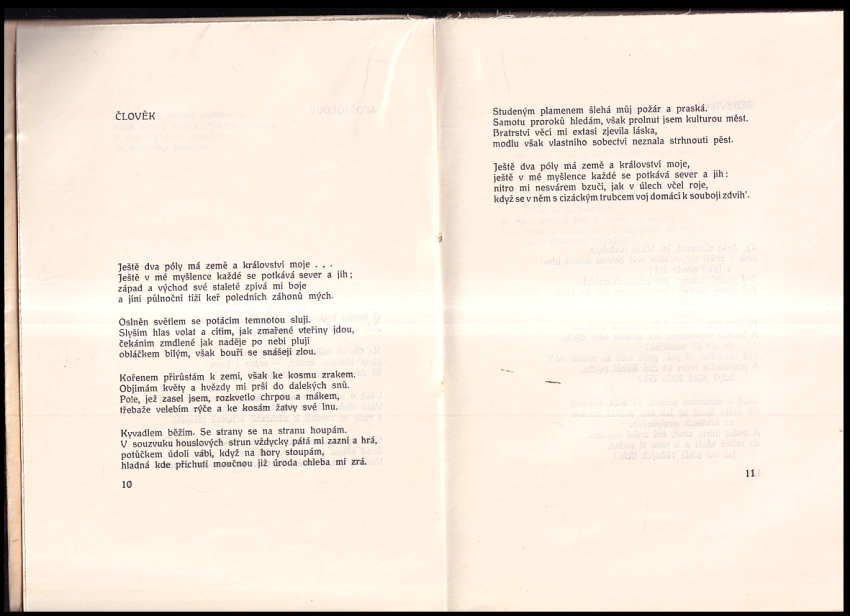 ČLOVĚK
Ještě dva póly má země a království moje . . .
Ještě v mé myšlence každé se potkává sever a jih;
západ a východ své staleté zpívá mi boje
a jíní půlnoční tíží keř poledních záhonů mých.
Oslněn světlem se potácím temnotou slují.
Slyším hlas volat a cítím, jak zmařené vteřiny jdou,
čekáním zmdlené jak naděje po nebi plují
obláčkem bílým, však bouří se snášejí zlou.
Kořenem přirůstám k zemi, však ke kosmu zrakem.
Objímám květy a hvězdy mi prší do dalekých snů.
Pole, jež zasel jsem, rozkvetlo chrpou a mákem,
třebaže velebím rýče a ke kosám žatvy své lnu.
Kyvadlem běžím. Se strany se na stranu houpám.
V souzvuku houslových strun vždycky pátá mi zazní a hrá,
potůčkem údolí vábí, když na hory stoupám,
hladná kde příchutí moučnou již úroda chleba mi zrá.
10
Studeným plamenem šlehá můj požár a praská.
Samotu proroků hledám, však prolnut jsem kulturou měst.
Bratrství věcí mi extasí zjevila láska,
modlu však vlastního sobectví neznala strhnouti pěst.
Ještě dva póly má země a království moje,
ještě v mé myšlence každé se potkává sever a jih:
nitro mi nesvárem bzučí, jak v úlech včel roje,
když se v něm s cizáckým trubcem voj domácí k souboji zdvih'.
11